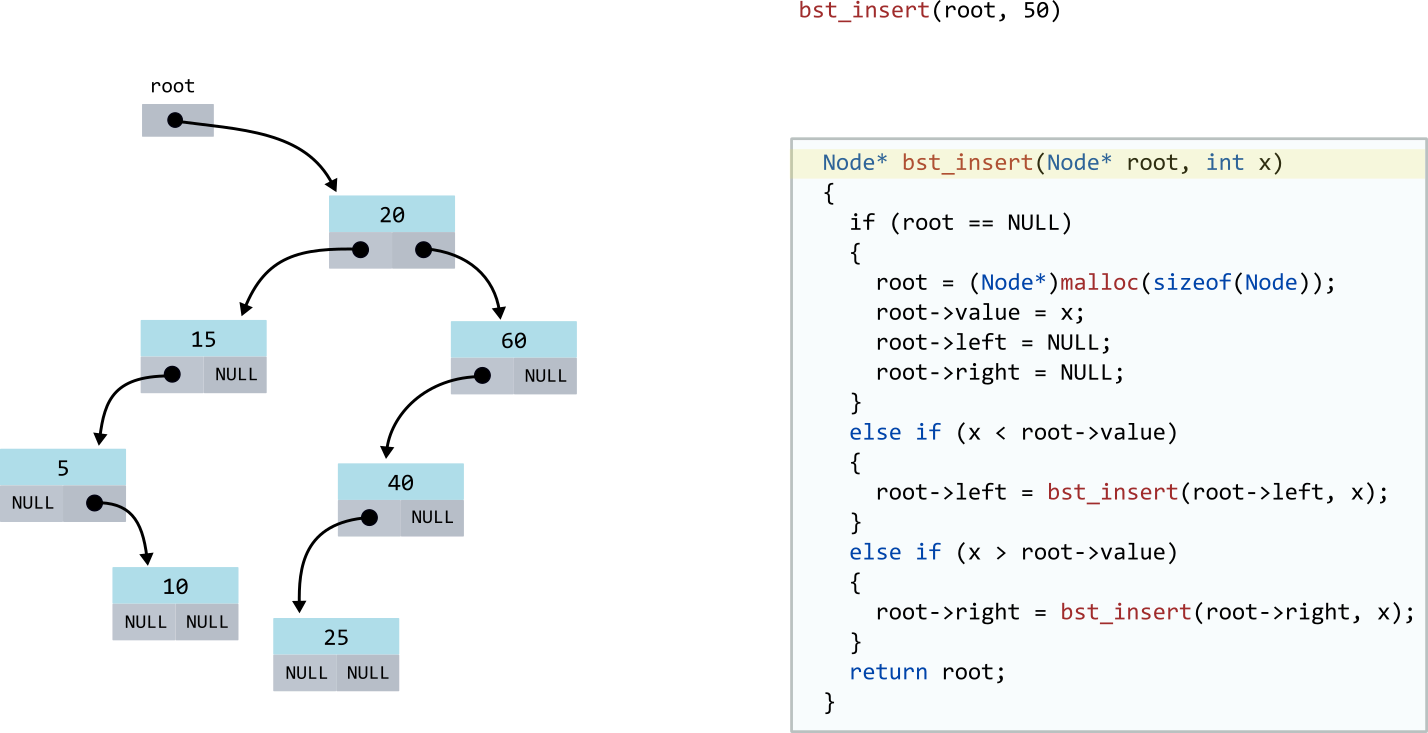 bst_insert(root, 50)
root
20
15
60
NULL
NULL
5
40
NULL
NULL
10
NULL NULL
25
NULL NULL
Node* bst_insert(Node* root, int x)
{
if (root == NULL)
{
root = (Node*)malloc(sizeof(Node));
root->value = x;
root->left = NULL;
root->right = NULL;
}
else if (x < root->value)
{
root->left = bst_insert(root->left, x);
}
else if (x > root->value)
{
root->right = bst_insert(root->right, x);
}
return root;
}